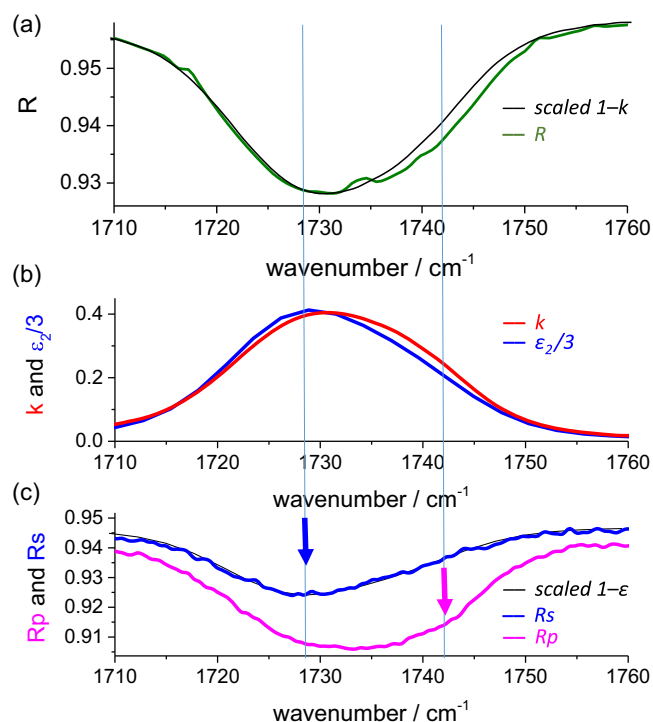 (a)
R
0.95
0.94
0.93
scaled 1–k
R
1710 1720 1730 1740 1750 1760
wavenumber / cm⁻¹
(b)
k and ε₂/3
0.4
0.2
0.0
k
ε₂/3
1710 1720 1730 1740 1750 1760
wavenumber / cm⁻¹
(c)
Rp and Rs
0.95
0.94
0.93
0.92
0.91
scaled 1–ε
Rs
Rp
1710 1720 1730 1740 1750 1760
wavenumber / cm⁻¹